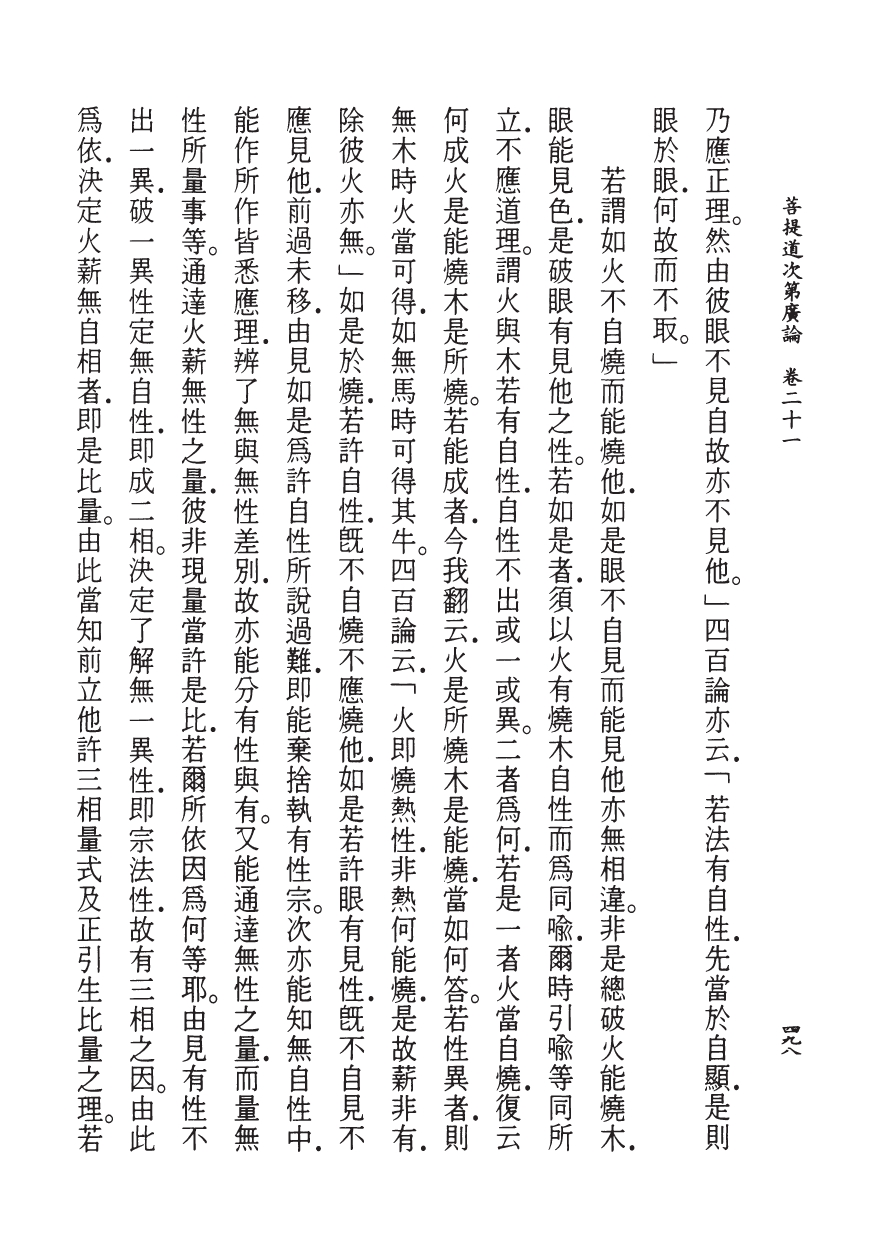 菩提道次第廣論　卷二十一
四九八
乃應正理。然由彼眼不見自故亦不見他。」四百論亦云．「若法有自性．先當於自顯．是則
眼於眼．何故而不取。」
若謂如火不自燒而能燒他．如是眼不自見而能見他亦無相違。非是總破火能燒木．
眼能見色．是破眼有見他之性。若如是者．須以火有燒木自性而爲同喩．爾時引喩等同所
立．不應道理。謂火與木若有自性．自性不出或一或異。二者爲何．若是一者火當自燒．復云
何成火是能燒木是所燒。若能成者．今我翻云．火是所燒木是能燒．當如何答。若性異者．則
無木時火當可得．如無馬時可得其牛。四百論云．「火即燒熱性．非熱何能燒．是故薪非有．
除彼火亦無。」如是於燒．若許自性．旣不自燒不應燒他．如是若許眼有見性．旣不自見不
應見他．前過未移．由見如是爲許自性所說過難．即能棄捨執有性宗。次亦能知無自性中．
能作所作皆悉應理．辨了無與無性差別．故亦能分有性與有。又能通達無性之量．而量無
性所量事等。通達火薪無性之量．彼非現量當許是比．若爾所依因爲何等耶。由見有性不
出一異．破一異性定無自性．即成二相。決定了解無一異性．即宗法性．故有三相之因。由此
爲依．決定火薪無自相者．即是比量。由此當知前立他許三相量式及正引生比量之理。若